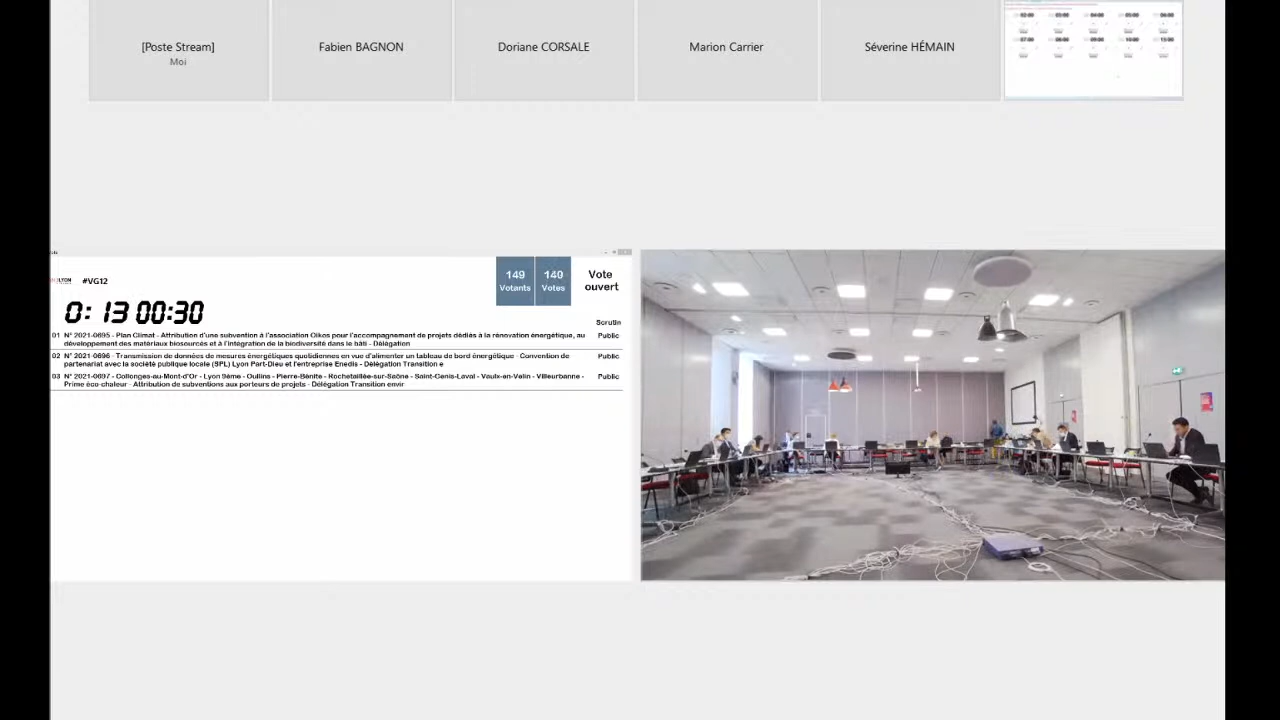 [Poste Stream]
Moi
Fabien BAGNON
Doriane CORSALE
Marion Carrier
Séverine HÉMAIN
LYON
#VG12
149
Votants
140
Votes
Vote
ouvert
0: 13 00:30
Scrutin
01 N° 2021-0695 - Plan Climat - Attribution d'une subvention à l'association Oïkos pour l'accompagnement de projets dédiés à la rénovation énergétique, au Public
développement des matériaux biosourcés et à l'intégration de la biodiversité dans le bâti - Délégation
02 N° 2021-0696 - Transmission de données de mesures énergétiques quotidiennes en vue d'alimenter un tableau de bord énergétique - Convention de Public
partenariat avec la société publique locale (SPL) Lyon Part-Dieu et l'entreprise Enedis - Délégation Transition e
03 N° 2021-0697 - Collonges-au-Mont-d'Or - Lyon 9ème - Oullins - Pierre-Bénite - Rochetaillée-sur-Saône - Saint-Genis-Laval - Vaulx-en-Velin - Villeurbanne - Public
Prime éco-chaleur - Attribution de subventions aux porteurs de projets - Délégation Transition envir